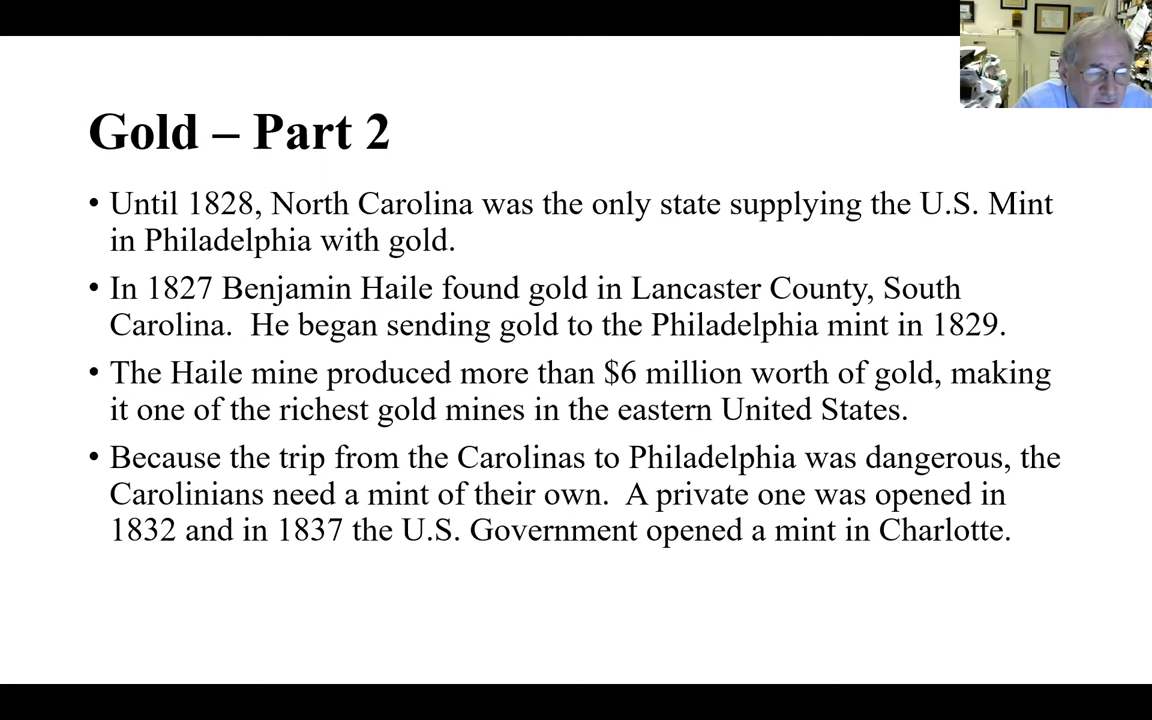 Gold – Part 2
• Until 1828, North Carolina was the only state supplying the U.S. Mint
in Philadelphia with gold.
• In 1827 Benjamin Haile found gold in Lancaster County, South
Carolina.  He began sending gold to the Philadelphia mint in 1829.
• The Haile mine produced more than $6 million worth of gold, making
it one of the richest gold mines in the eastern United States.
• Because the trip from the Carolinas to Philadelphia was dangerous, the
Carolinians need a mint of their own.  A private one was opened in
1832 and in 1837 the U.S. Government opened a mint in Charlotte.